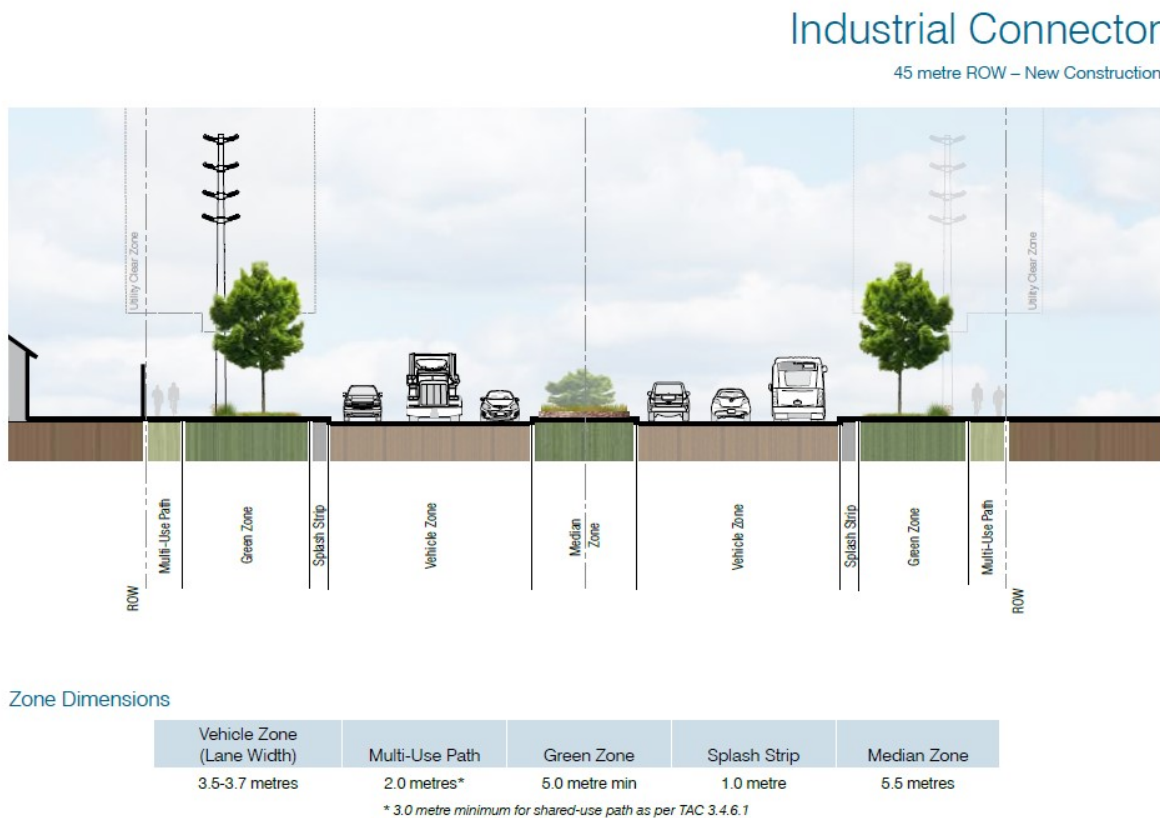 Industrial Connector
45 metre ROW – New Construction
Utility Clear Zone
Utility Clear Zone
ROW
Multi-Use Path
Green Zone
Splash Strip
Vehicle Zone
Median
Zone
Vehicle Zone
Splash Strip
Green Zone
Multi-Use Path
ROW
Zone Dimensions
Vehicle Zone
(Lane Width) Multi-Use Path Green Zone Splash Strip Median Zone
3.5-3.7 metres 2.0 metres* 5.0 metre min 1.0 metre 5.5 metres
* 3.0 metre minimum for shared-use path as per TAC 3.4.6.1